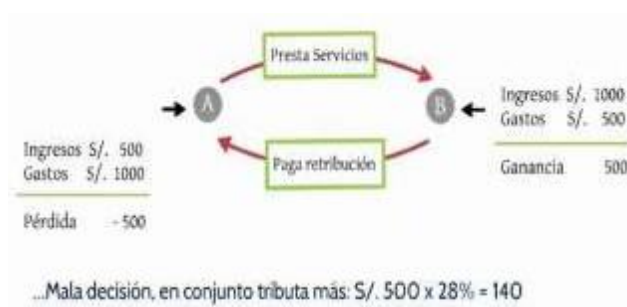 Presta Servicios
A
B
Ingresos S/. 1000
Gastos S/. 500
Ganancia 500
Ingresos S/. 500
Gastos S/. 1000
Pérdida - 500
Paga retribución
...Mala decisión, en conjunto tributa más: S/. 500 x 28% = 140